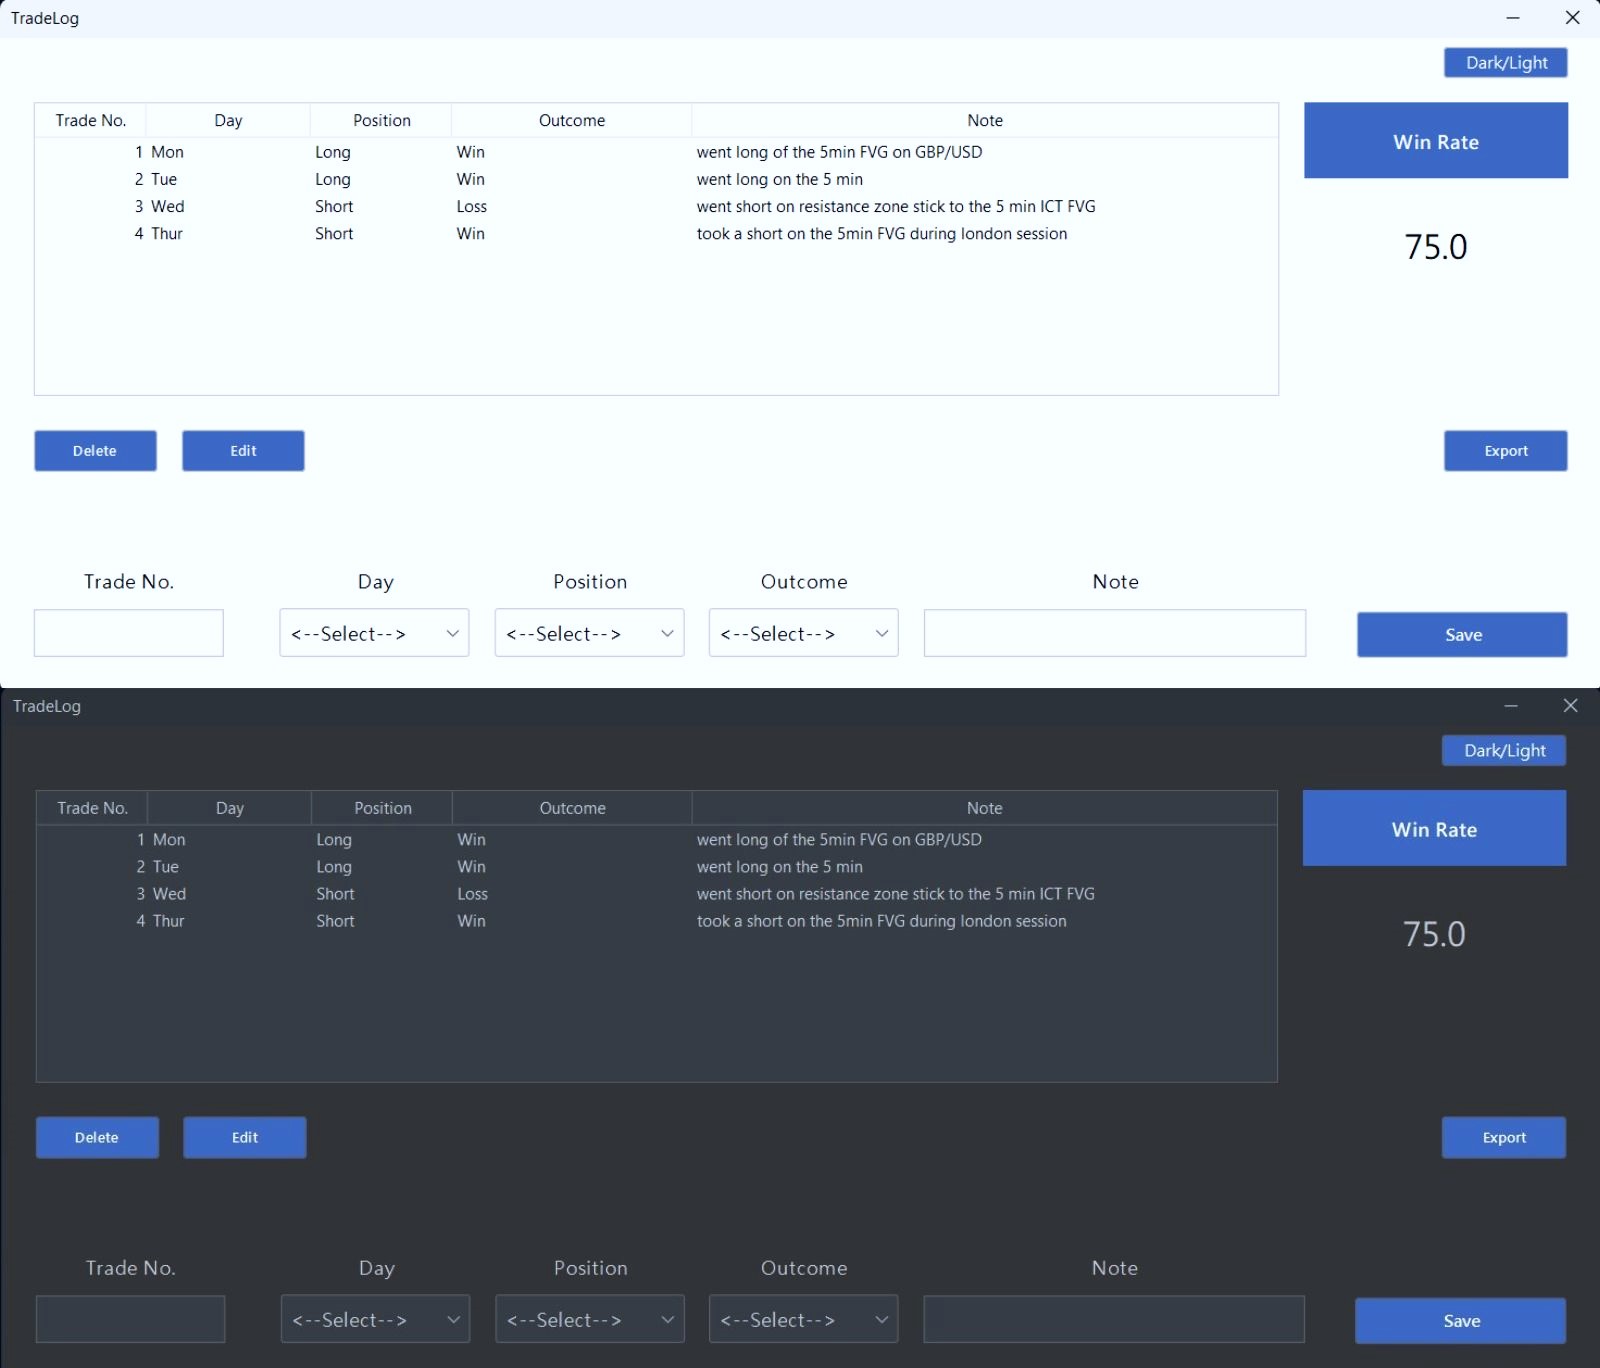 TradeLog
Dark/Light
Trade No. Day Position Outcome Note
Win Rate
1 Mon Long Win went long of the 5min FVG on GBP/USD
2 Tue Long Win went long on the 5 min
3 Wed Short Loss went short on resistance zone stick to the 5 min ICT FVG
4 Thur Short Win took a short on the 5min FVG during london session
75.0
Delete Edit Export
Trade No. Day Position Outcome Note
<--Select--> <--Select--> <--Select--> Save
TradeLog
Dark/Light
Trade No. Day Position Outcome Note
Win Rate
1 Mon Long Win went long of the 5min FVG on GBP/USD
2 Tue Long Win went long on the 5 min
3 Wed Short Loss went short on resistance zone stick to the 5 min ICT FVG
4 Thur Short Win took a short on the 5min FVG during london session
75.0
Delete Edit Export
Trade No. Day Position Outcome Note
<--Select--> <--Select--> <--Select--> Save